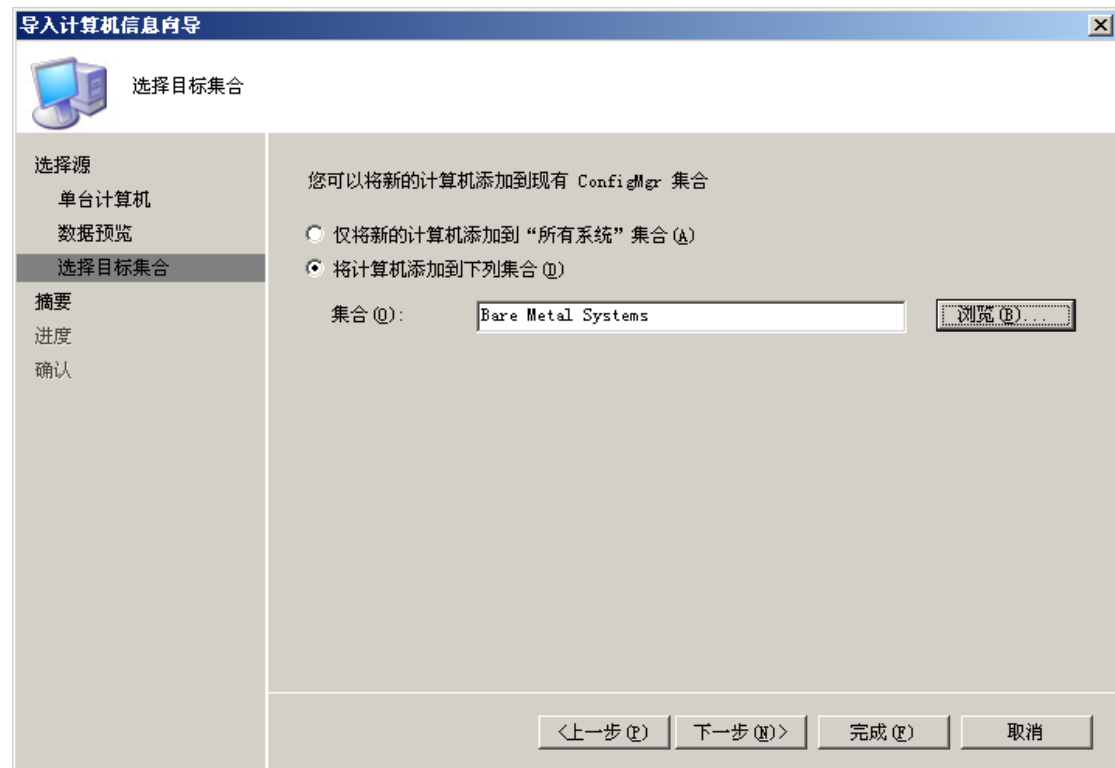 导入计算机信息向导
选择目标集合
选择源
单台计算机
数据预览
选择目标集合
摘要
进度
确认
您可以将新的计算机添加到现有 ConfigMgr 集合
仅将新的计算机添加到“所有系统”集合(A)
将计算机添加到下列集合(D)
集合(O):
Bare Metal Systems
浏览(B)...
<上一步(P)
下一步(N)>
完成(F)
取消